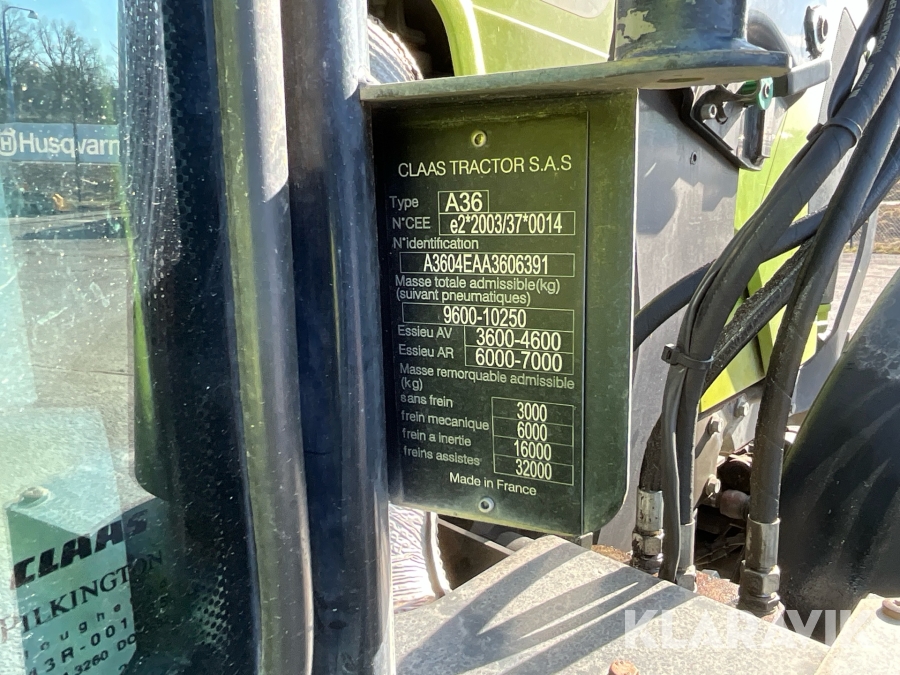 Husqvarn
CLAAS TRACTOR S.A.S
Type A36
N°CEE e2*2003/37*0014
N°identification
A3604EAA3606391
Masse totale admissible(kg)
(suivant pneumatiques)
9600-10250
Essieu AV 3600-4600
Essieu AR 6000-7000
Masse remorquable admissible
(kg)
sans frein 3000
frein mecanique 6000
frein a inertie 16000
freins assistes 32000
Made in France
CLAAS
PILKINGTON
43R-001
KLARAVIK